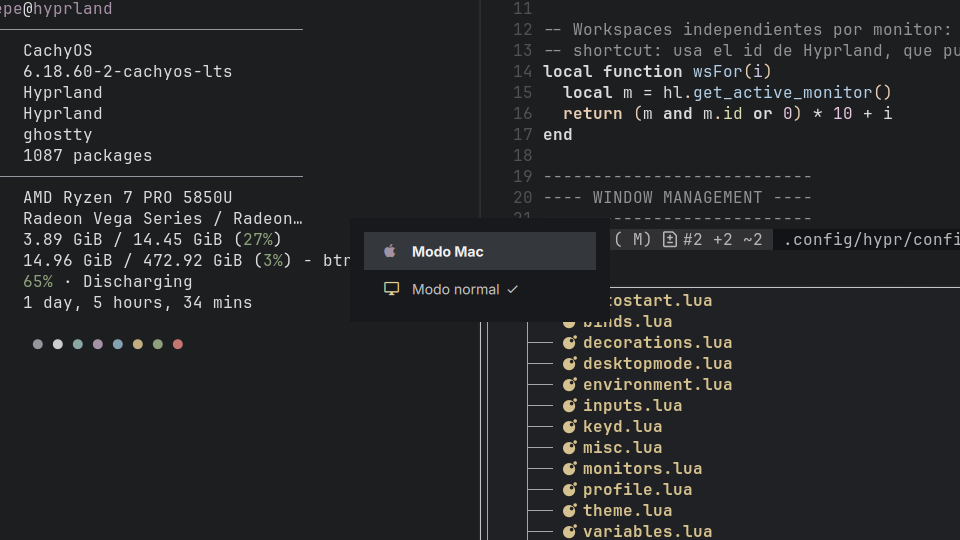 epe@hyprland
CachyOS
6.18.60-2-cachyos-lts
Hyprland
Hyprland
ghostty
1087 packages
AMD Ryzen 7 PRO 5850U
Radeon Vega Series / Radeon…
3.89 GiB / 14.45 GiB (27%)
14.96 GiB / 472.92 GiB (3%) - btr
65% · Discharging
1 day, 5 hours, 34 mins
11
12 -- Workspaces independientes por monitor:
13 -- shortcut: usa el id de Hyprland, que pu
14 local function wsFor(i)
15 local m = hl.get_active_monitor()
16 return (m and m.id or 0) * 10 + i
17 end
18
19 ---------------------------
20 ---- WINDOW MANAGEMENT ----
21 ---------------------------
( M) #2 +2 ~2 .config/hypr/confi
Modo Mac
Modo normal ✓
tostart.lua
binds.lua
decorations.lua
desktopmode.lua
environment.lua
inputs.lua
keyd.lua
misc.lua
monitors.lua
profile.lua
theme.lua
variables.lua